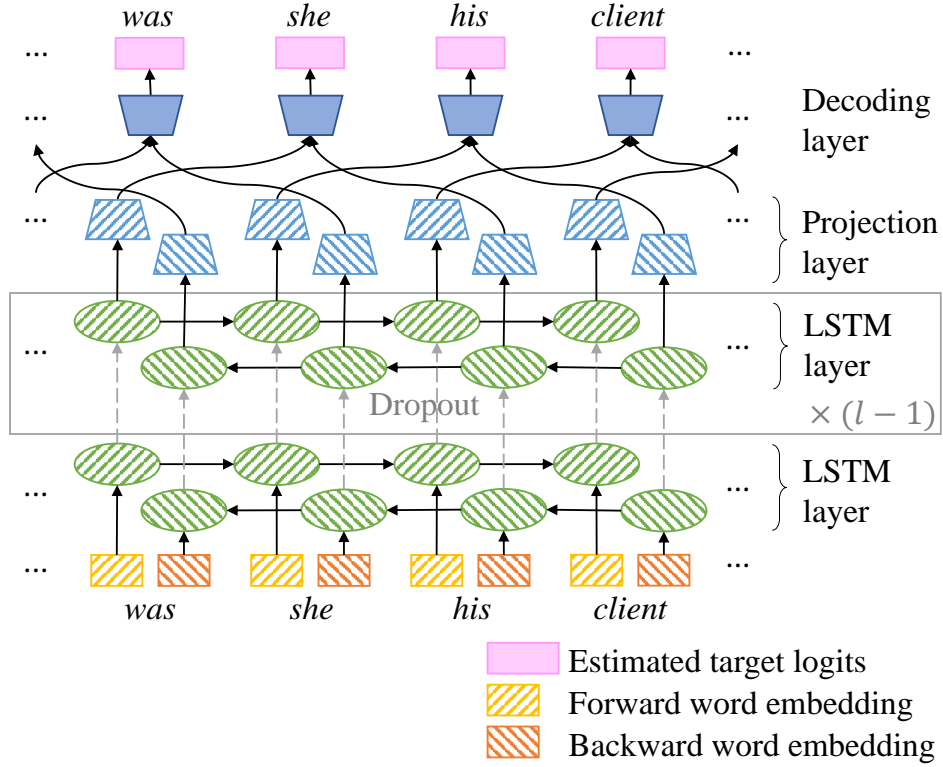 was she his client
... ...
... ... Decoding
layer
... ... Projection
layer
... ... LSTM
layer
Dropout × (l − 1)
... ... LSTM
layer
... ...
was she his client
Estimated target logits
Forward word embedding
Backward word embedding